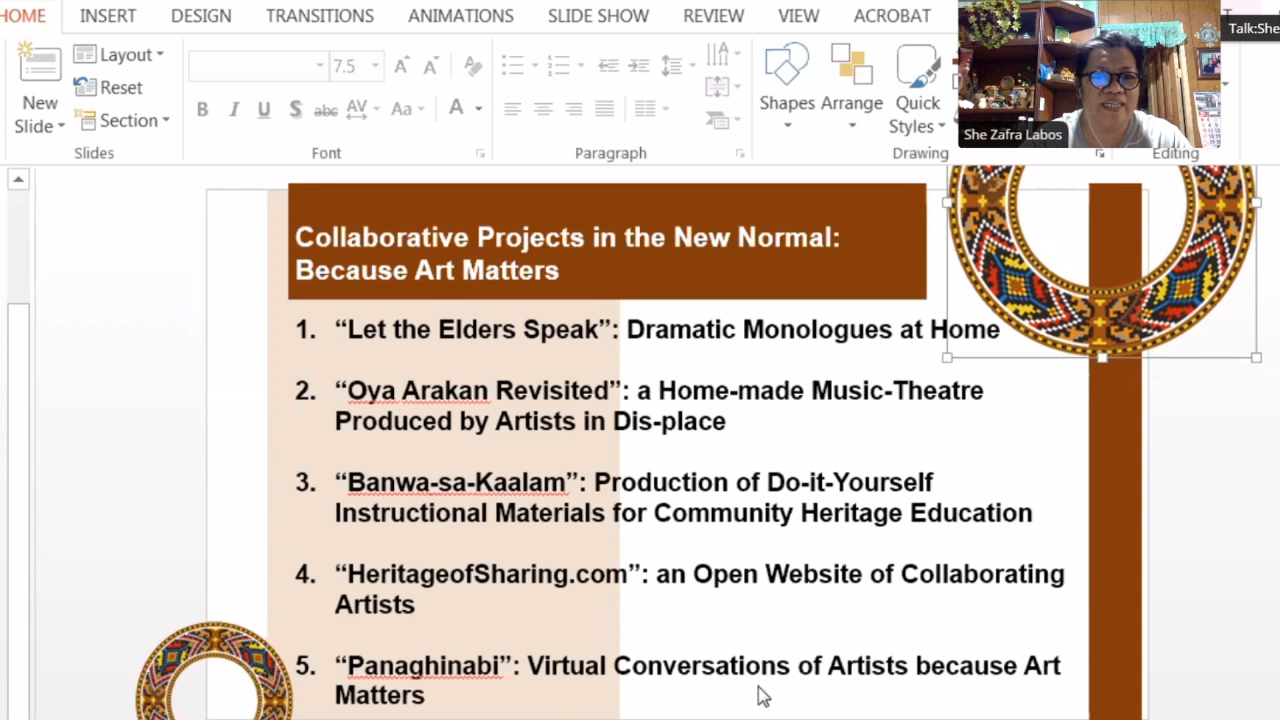 HOME INSERT DESIGN TRANSITIONS ANIMATIONS SLIDE SHOW REVIEW VIEW ACROBAT
Talk:She
Layout
7.5
New
Slide
Reset
Section
B I U S abc AV Aa A
Shapes Arrange Quick
Styles
She Zafra Labos
Slides Font Paragraph Drawing Editing
Collaborative Projects in the New Normal:
Because Art Matters
1. “Let the Elders Speak”: Dramatic Monologues at Home
2. “Oya Arakan Revisited”: a Home-made Music-Theatre
Produced by Artists in Dis-place
3. “Banwa-sa-Kaalam”: Production of Do-it-Yourself
Instructional Materials for Community Heritage Education
4. “HeritageofSharing.com”: an Open Website of Collaborating
Artists
5. “Panaghinabi”: Virtual Conversations of Artists because Art
Matters